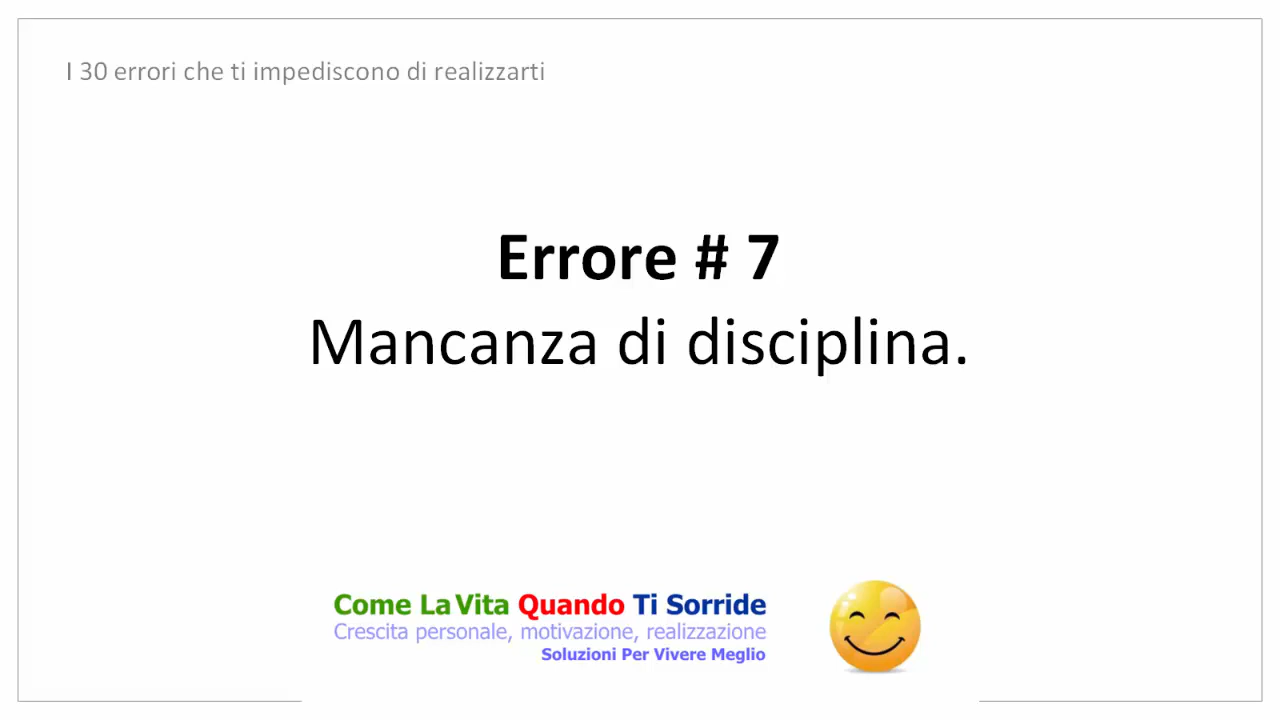 I 30 errori che ti impediscono di realizzarti
Errore # 7
Mancanza di disciplina.
Come La Vita Quando Ti Sorride
Crescita personale, motivazione, realizzazione
Soluzioni Per Vivere Meglio